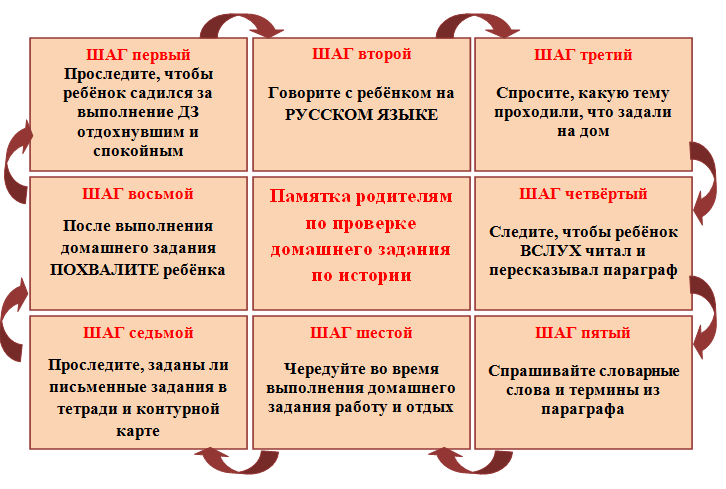 ШАГ первый
Проследите, чтобы
ребёнок садился за
выполнение ДЗ
отдохнувшим и
спокойным
ШАГ второй
Говорите с ребёнком на
РУССКОМ ЯЗЫКЕ
ШАГ третий
Спросите, какую тему
проходили, что задали
на дом
ШАГ восьмой
После выполнения
домашнего задания
ПОХВАЛИТЕ ребёнка
Памятка родителям
по проверке
домашнего задания
по истории
ШАГ четвёртый
Следите, чтобы ребёнок
ВСЛУХ читал и
пересказывал параграф
ШАГ седьмой
Проследите, заданы ли
письменные задания в
тетради и контурной
карте
ШАГ шестой
Чередуйте во время
выполнения домашнего
задания работу и отдых
ШАГ пятый
Спрашивайте словарные
слова и термины из
параграфа